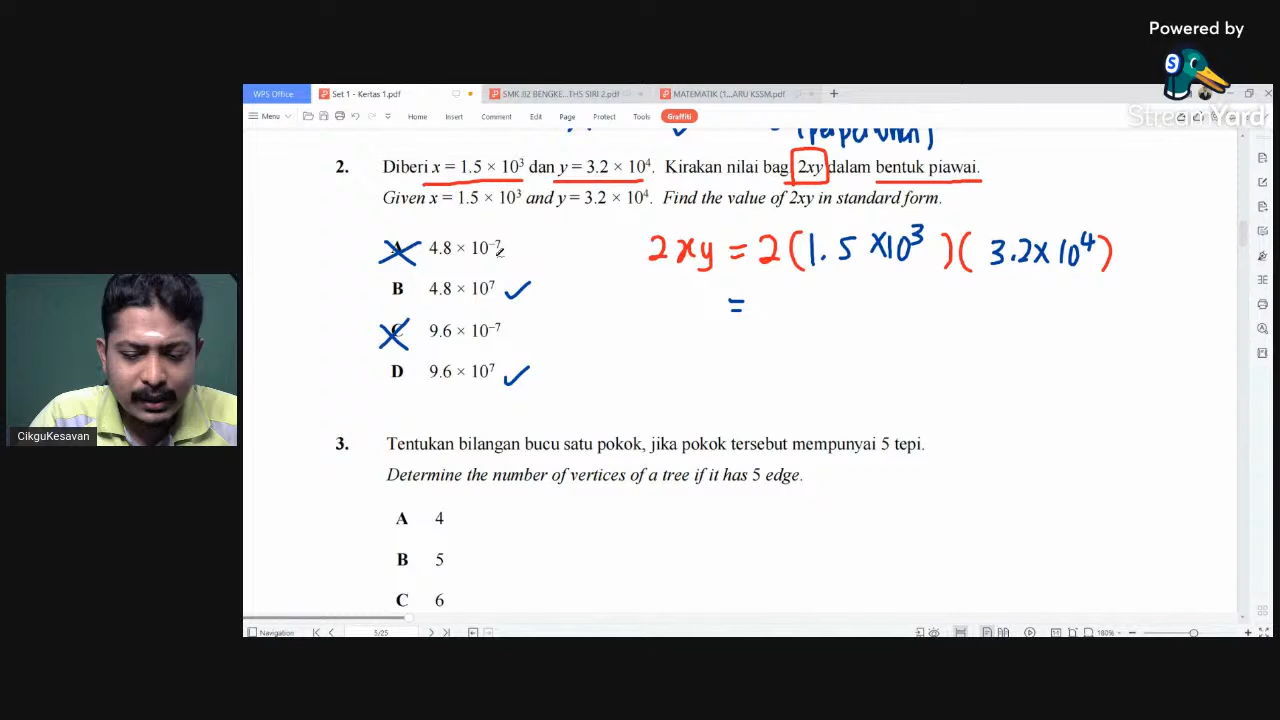 Powered by
S
StreamYard
WPS Office
Set 1 - Kertas 1.pdf
SMK JJ2 BENGKE...THS SIRI 2.pdf
MATEMATIK (1...ARU KSSM.pdf
Menu
Home
Insert
Comment
Edit
Page
Protect
Tools
Graffiti
2. Diberi x = 1.5 × 10³ dan y = 3.2 × 10⁴. Kirakan nilai bag 2xy dalam bentuk piawai.
Given x = 1.5 × 10³ and y = 3.2 × 10⁴. Find the value of 2xy in standard form.
A 4.8 × 10⁻⁷
B 4.8 × 10⁷ ✓
C 9.6 × 10⁻⁷
D 9.6 × 10⁷ ✓
2xy = 2(1.5 × 10³)(3.2 × 10⁴)
=
CikguKesavan
3. Tentukan bilangan bucu satu pokok, jika pokok tersebut mempunyai 5 tepi.
Determine the number of vertices of a tree if it has 5 edge.
A 4
B 5
C 6
Navigation
5/25
180%